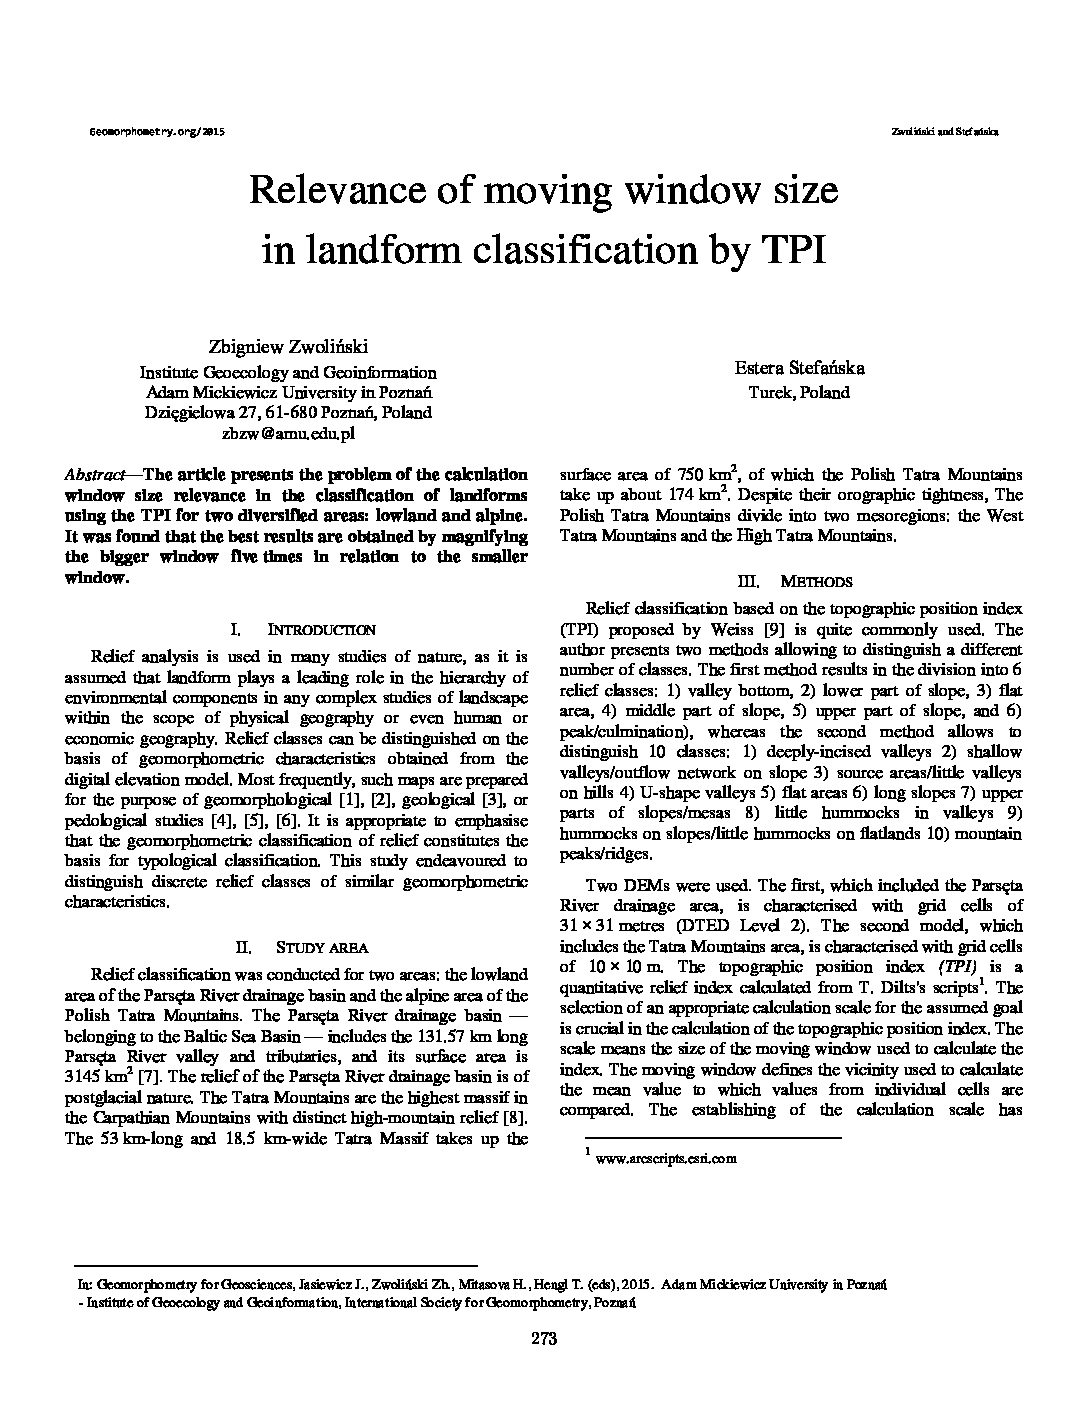 Geomorphometry.org/2015
Zwoliński and Stefańska
Relevance of moving window size
in landform classification by TPI
Zbigniew Zwoliński
Institute Geoecology and Geoinformation
Adam Mickiewicz University in Poznań
Dzięgielowa 27, 61-680 Poznań, Poland
zbzw@amu.edu.pl
Estera Stefańska
Turek, Poland
Abstract—The article presents the problem of the calculation
window size relevance in the classification of landforms
using the TPI for two diversified areas: lowland and alpine.
It was found that the best results are obtained by magnifying
the bigger window five times in relation to the smaller
window.
I. INTRODUCTION
Relief analysis is used in many studies of nature, as it is
assumed that landform plays a leading role in the hierarchy of
environmental components in any complex studies of landscape
within the scope of physical geography or even human or
economic geography. Relief classes can be distinguished on the
basis of geomorphometric characteristics obtained from the
digital elevation model. Most frequently, such maps are prepared
for the purpose of geomorphological [1], [2], geological [3], or
pedological studies [4], [5], [6]. It is appropriate to emphasise
that the geomorphometric classification of relief constitutes the
basis for typological classification. This study endeavoured to
distinguish discrete relief classes of similar geomorphometric
characteristics.
II. STUDY AREA
Relief classification was conducted for two areas: the lowland
area of the Parsęta River drainage basin and the alpine area of the
Polish Tatra Mountains. The Parsęta River drainage basin —
belonging to the Baltic Sea Basin — includes the 131.57 km long
Parsęta River valley and tributaries, and its surface area is
3145 km² [7]. The relief of the Parsęta River drainage basin is of
postglacial nature. The Tatra Mountains are the highest massif in
the Carpathian Mountains with distinct high-mountain relief [8].
The 53 km-long and 18.5 km-wide Tatra Massif takes up the
surface area of 750 km², of which the Polish Tatra Mountains
take up about 174 km². Despite their orographic tightness, The
Polish Tatra Mountains divide into two mesoregions: the West
Tatra Mountains and the High Tatra Mountains.
III. METHODS
Relief classification based on the topographic position index
(TPI) proposed by Weiss [9] is quite commonly used. The
author presents two methods allowing to distinguish a different
number of classes. The first method results in the division into 6
relief classes: 1) valley bottom, 2) lower part of slope, 3) flat
area, 4) middle part of slope, 5) upper part of slope, and 6)
peak/culmination), whereas the second method allows to
distinguish 10 classes: 1) deeply-incised valleys 2) shallow
valleys/outflow network on slope 3) source areas/little valleys
on hills 4) U-shape valleys 5) flat areas 6) long slopes 7) upper
parts of slopes/mesas 8) little hummocks in valleys 9)
hummocks on slopes/little hummocks on flatlands 10) mountain
peaks/ridges.
Two DEMs were used. The first, which included the Parsęta
River drainage area, is characterised with grid cells of
31 × 31 metres (DTED Level 2). The second model, which
includes the Tatra Mountains area, is characterised with grid cells
of 10 × 10 m. The topographic position index (TPI) is a
quantitative relief index calculated from T. Dilts's scripts¹. The
selection of an appropriate calculation scale for the assumed goal
is crucial in the calculation of the topographic position index. The
scale means the size of the moving window used to calculate the
index. The moving window defines the vicinity used to calculate
the mean value to which values from individual cells are
compared. The establishing of the calculation scale has
¹ www.arcscripts.esri.com
In: Geomorphometry for Geosciences, Jasiewicz J., Zwoliński Zb., Mitasova H., Hengl T. (eds), 2015. Adam Mickiewicz University in Poznań
- Institute of Geoecology and Geoinformation, International Society for Geomorphometry, Poznań
273